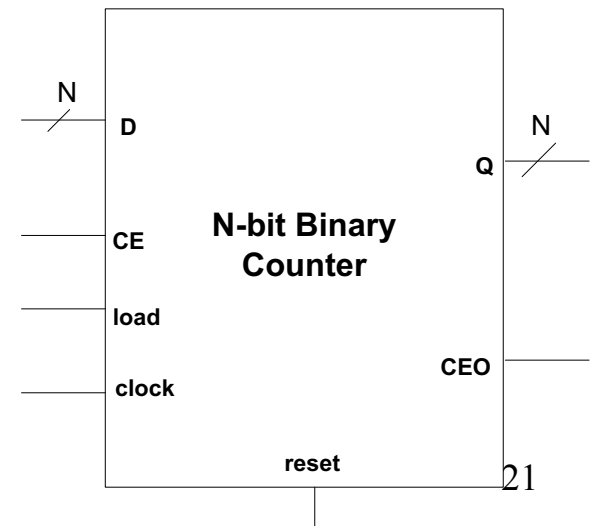 N
D
N
Q
CE
N-bit Binary
Counter
load
CEO
clock
reset
21